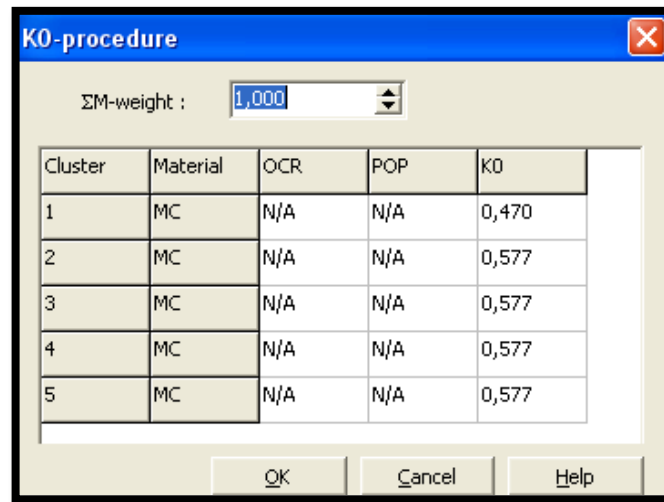 K0-procedure
ΣM-weight : 1,000
Cluster Material OCR POP K0
1 MC N/A N/A 0,470
2 MC N/A N/A 0,577
3 MC N/A N/A 0,577
4 MC N/A N/A 0,577
5 MC N/A N/A 0,577
OK Cancel Help